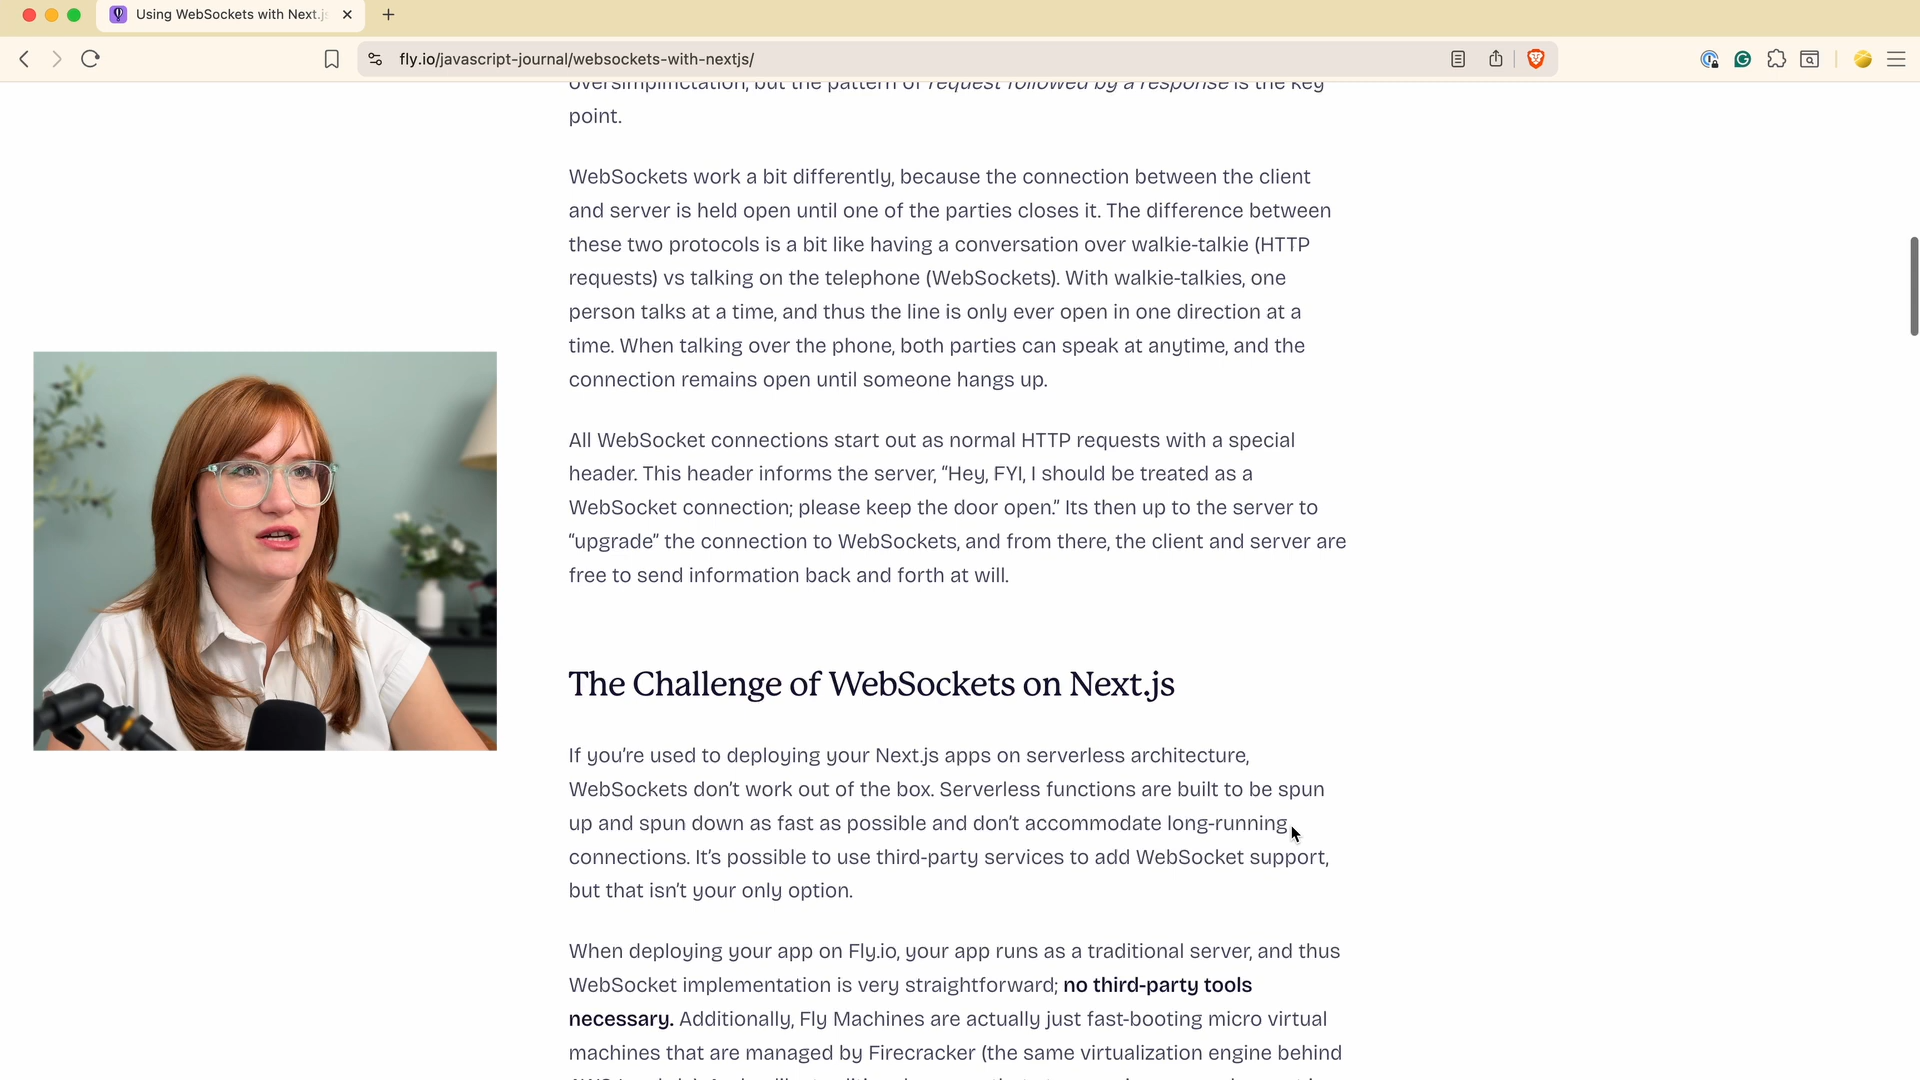 Using WebSockets with Next.js
fly.io/javascript-journal/websockets-with-nextjs/
oversimplifictation, but the pattern of request followed by a response is the key
point.
WebSockets work a bit differently, because the connection between the client
and server is held open until one of the parties closes it. The difference between
these two protocols is a bit like having a conversation over walkie-talkie (HTTP
requests) vs talking on the telephone (WebSockets). With walkie-talkies, one
person talks at a time, and thus the line is only ever open in one direction at a
time. When talking over the phone, both parties can speak at anytime, and the
connection remains open until someone hangs up.
All WebSocket connections start out as normal HTTP requests with a special
header. This header informs the server, “Hey, FYI, I should be treated as a
WebSocket connection; please keep the door open.” Its then up to the server to
“upgrade” the connection to WebSockets, and from there, the client and server are
free to send information back and forth at will.
The Challenge of WebSockets on Next.js
If you’re used to deploying your Next.js apps on serverless architecture,
WebSockets don’t work out of the box. Serverless functions are built to be spun
up and spun down as fast as possible and don’t accommodate long-running
connections. It’s possible to use third-party services to add WebSocket support,
but that isn’t your only option.
When deploying your app on Fly.io, your app runs as a traditional server, and thus
WebSocket implementation is very straightforward; no third-party tools
necessary. Additionally, Fly Machines are actually just fast-booting micro virtual
machines that are managed by Firecracker (the same virtualization engine behind